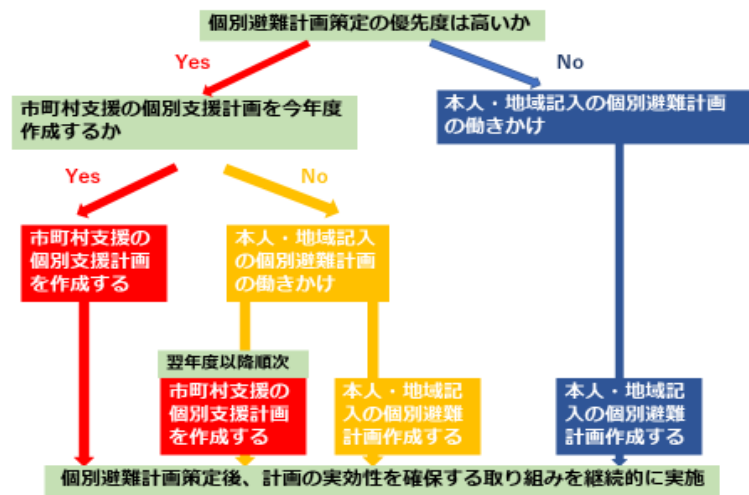 個別避難計画策定の優先度は高いか
Yes
No
市町村支援の個別支援計画を今年度
作成するか
本人・地域記入の個別避難計画
の働きかけ
Yes
No
市町村支援の
個別支援計画
を作成する
本人・地域記入
の個別避難計画
の働きかけ
翌年度以降順次
市町村支援の
個別支援計画
を作成する
本人・地域記
入の個別避難
計画作成する
本人・地域記
入の個別避難
計画作成する
個別避難計画策定後、計画の実効性を確保する取り組みを継続的に実施